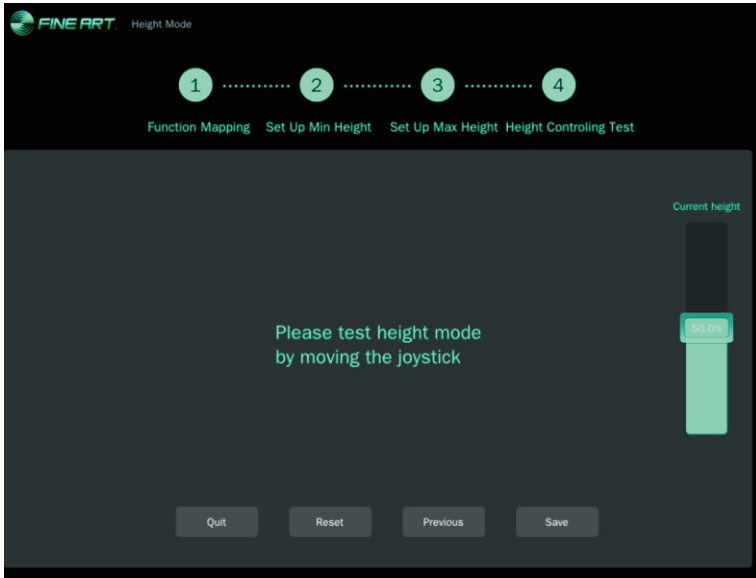 FINE ART. Height Mode
1 2 3 4
Function Mapping Set Up Min Height Set Up Max Height Height Controling Test
Current height
50.0%
Please test height mode
by moving the joystick
Quit Reset Previous Save